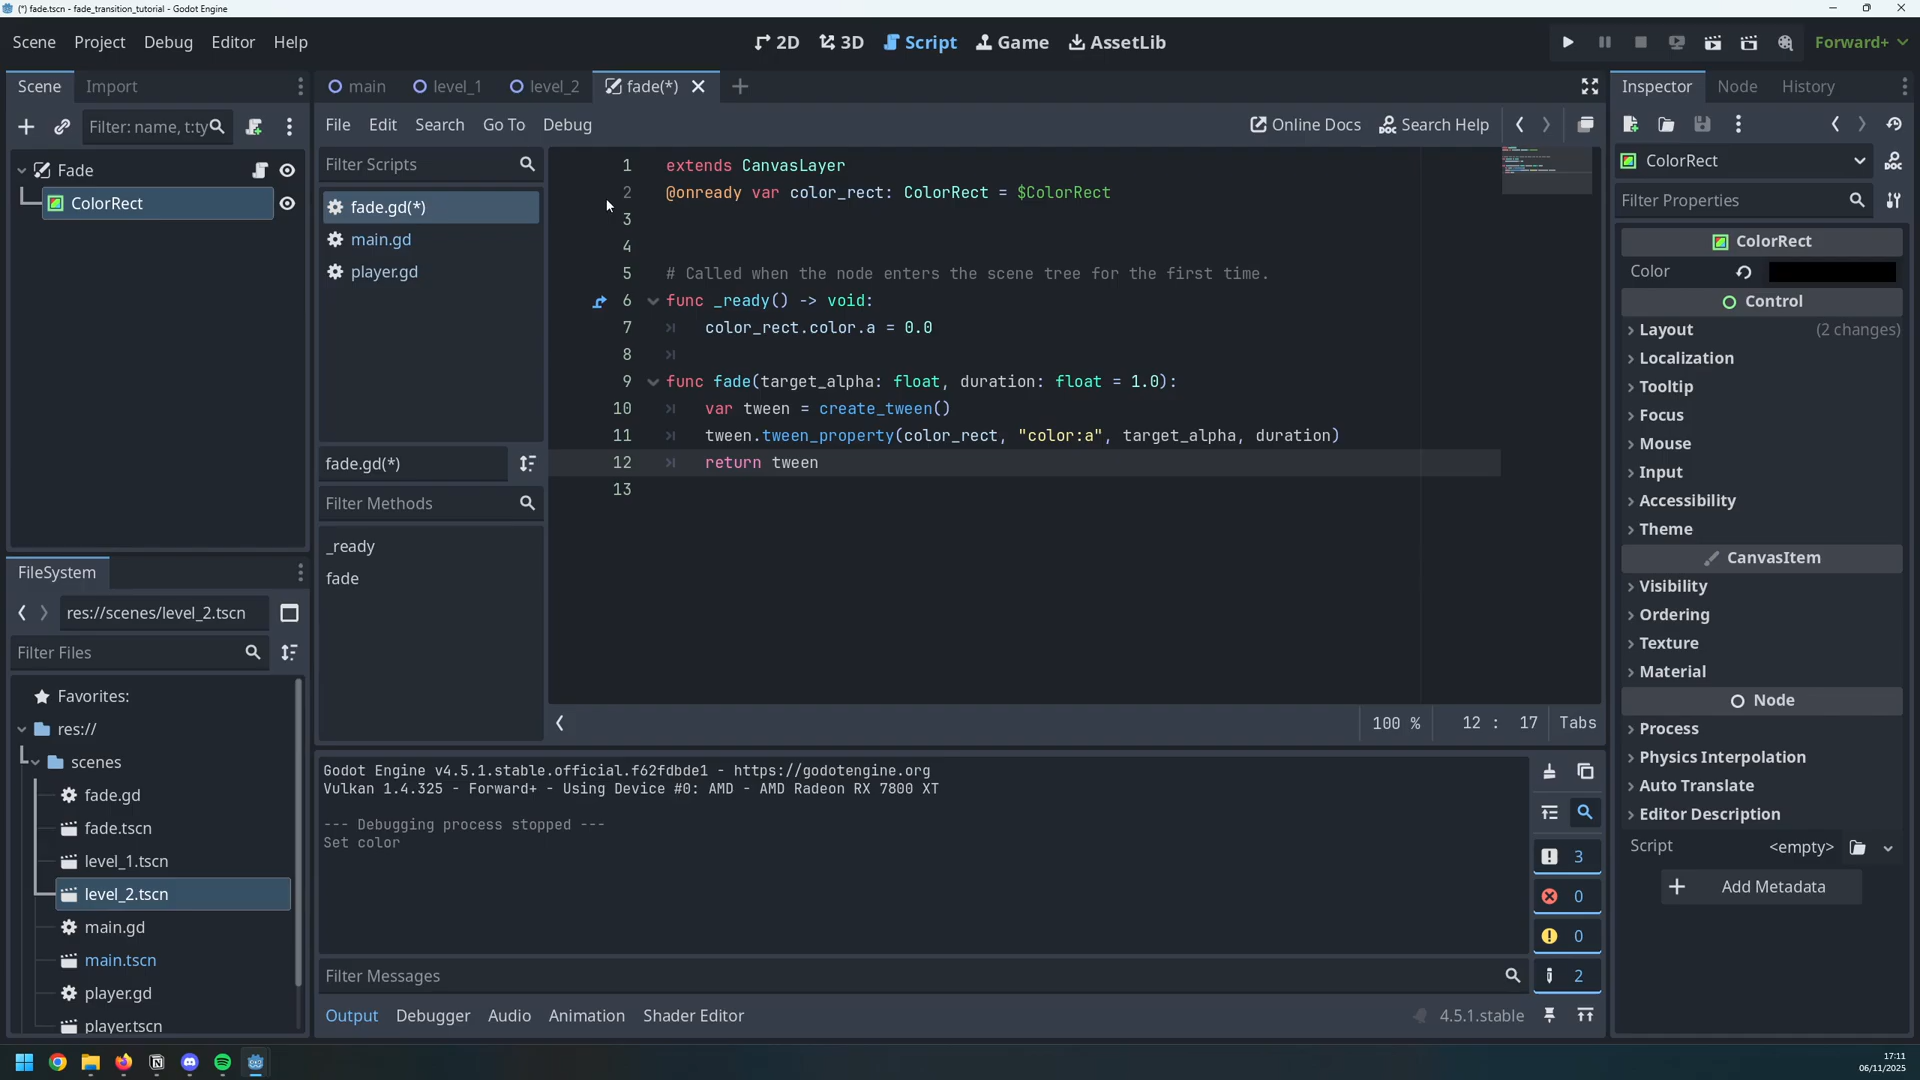 (*) fade.tscn - fade_transition_tutorial - Godot Engine
Scene Project Debug Editor Help
2D 3D Script Game AssetLib
Forward+
Scene Import
main level_1 level_2 fade(*)
Inspector Node History
Filter: name, t:ty
File Edit Search Go To Debug
Online Docs Search Help
Fade
ColorRect
Filter Scripts
fade.gd(*)
main.gd
player.gd
fade.gd(*)
Filter Methods
_ready
fade
1 extends CanvasLayer
2 @onready var color_rect: ColorRect = $ColorRect
3
4
5 # Called when the node enters the scene tree for the first time.
6 func _ready() -> void:
7 color_rect.color.a = 0.0
8
9 func fade(target_alpha: float, duration: float = 1.0):
10 var tween = create_tween()
11 tween.tween_property(color_rect, "color:a", target_alpha, duration)
12 return tween
13
100 % 12 : 17 Tabs
ColorRect
Filter Properties
ColorRect
Color
Control
Layout (2 changes)
Localization
Tooltip
Focus
Mouse
Input
Accessibility
Theme
CanvasItem
Visibility
Ordering
Texture
Material
Node
Process
Physics Interpolation
Auto Translate
Editor Description
Script <empty>
Add Metadata
FileSystem
res://scenes/level_2.tscn
Filter Files
Favorites:
res://
scenes
fade.gd
fade.tscn
level_1.tscn
level_2.tscn
main.gd
main.tscn
player.gd
player.tscn
Godot Engine v4.5.1.stable.official.f62fdbde1 - https://godotengine.org
Vulkan 1.4.325 - Forward+ - Using Device #0: AMD - AMD Radeon RX 7800 XT
--- Debugging process stopped ---
Set color
3
0
0
2
Filter Messages
Output Debugger Audio Animation Shader Editor
4.5.1.stable
17:11
06/11/2025